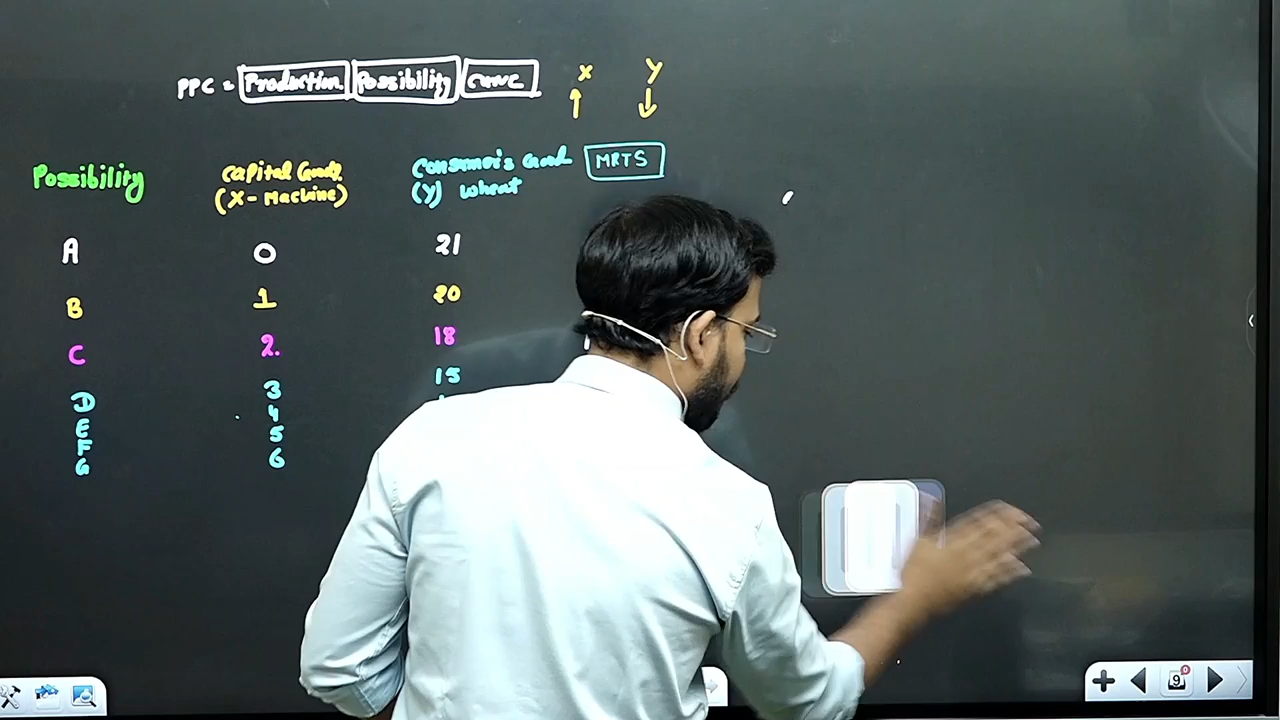 PPC = Production Possibility curve X Y
Possibility Capital Goods Consumer's Good MRTS
(X- Machine) (Y) Wheat
A 0 21
B 1 20
C 2. 18
D 3 15
E 4
F 5
G 6
9